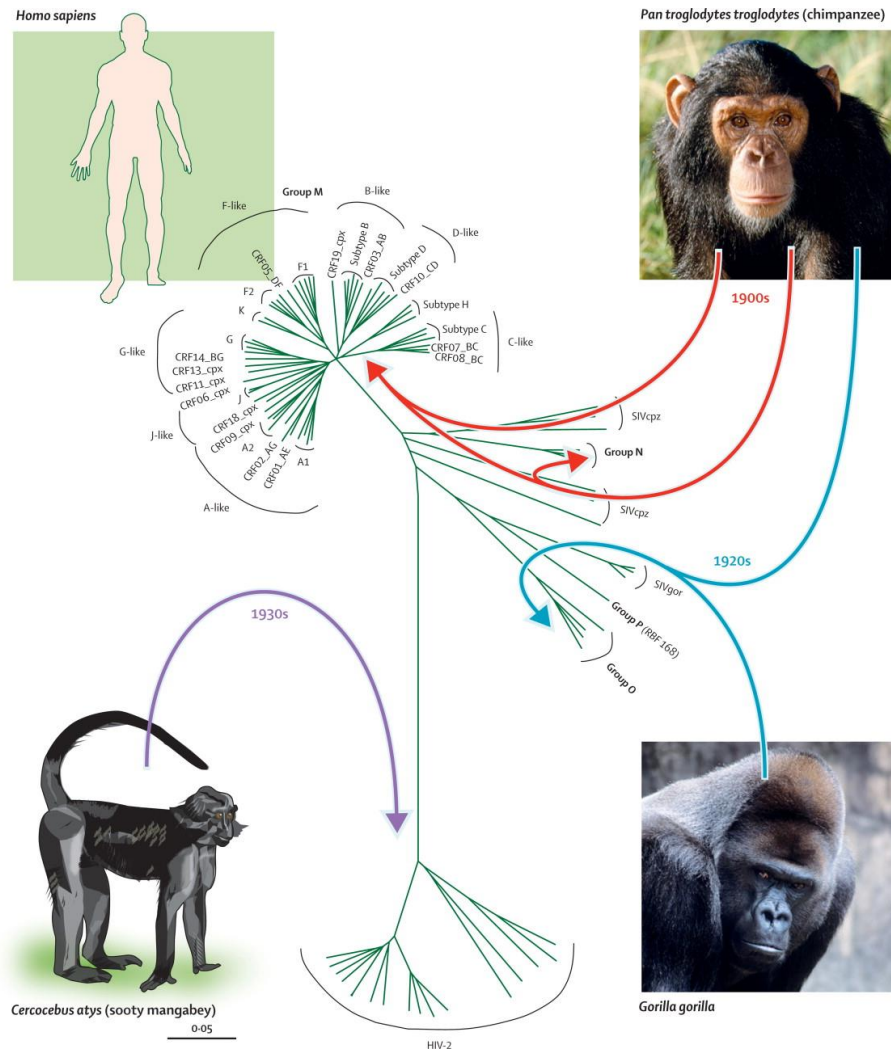 Homo sapiens
Pan troglodytes troglodytes (chimpanzee)
Group M
B-like
F-like
D-like
CRF05_DF
F1
CRF19_cpx
Subtype B
CRF03_AB
Subtype D
CRF10_CD
F2
K
Subtype H
1900s
G-like
G
Subtype C
C-like
CRF14_BG
CRF07_BC
CRF13_cpx
CRF08_BC
CRF11_cpx
CRF06_cpx
J
J-like
CRF18_cpx
CRF09_cpx
A2
CRF02_AG
CRF01_AE
A1
A-like
SIVcpz
Group N
SIVcpz
1920s
SIVgor
Group P (RBF 168)
Group O
1930s
Cercocebus atys (sooty mangabey)
0·05
HIV-2
Gorilla gorilla